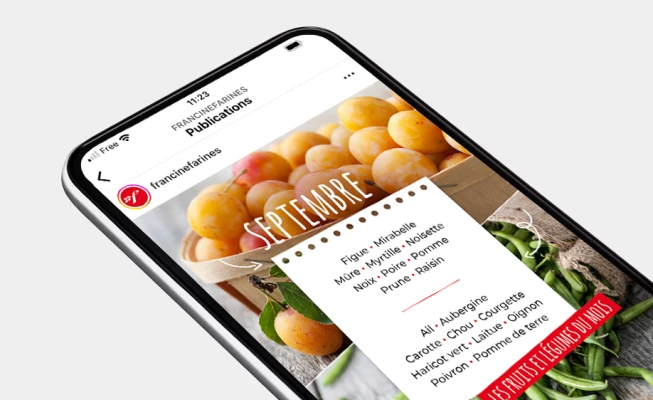 11:23
Free
FRANCINEFARINES
Publications
francinefarines
SEPTEMBRE
Figue • Mirabelle
Mûre • Myrtille • Noisette
Noix • Poire • Pomme
Prune • Raisin
Ail • Aubergine
Carotte • Chou • Courgette
Haricot vert • Laitue • Oignon
Poivron • Pomme de terre
LES FRUITS ET LÉGUMES DU MOIS